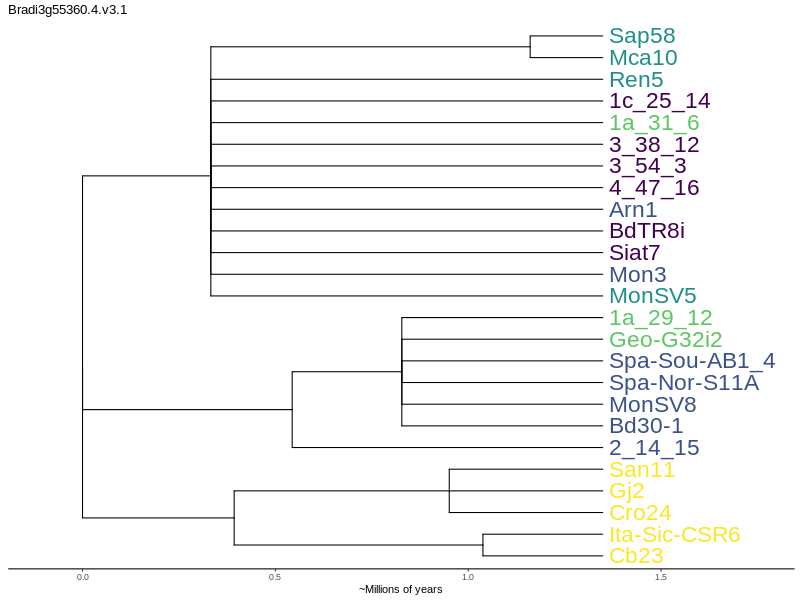 Bradi3g55360.4.v3.1
Sap58
Mca10
Ren5
1c_25_14
1a_31_6
3_38_12
3_54_3
4_47_16
Arn1
BdTR8i
Siat7
Mon3
MonSV5
1a_29_12
Geo-G32i2
Spa-Sou-AB1_4
Spa-Nor-S11A
MonSV8
Bd30-1
2_14_15
San11
Gj2
Cro24
Ita-Sic-CSR6
Cb23
0.0 0.5 1.0 1.5
~Millions of years